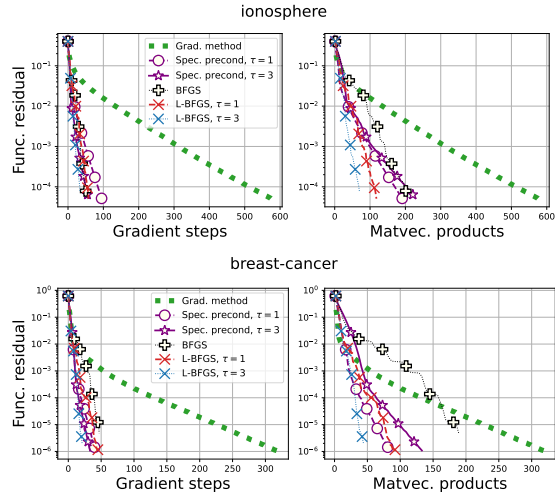 ionosphere
Func. residual
10⁻¹
10⁻²
10⁻³
10⁻⁴
Grad. method
Spec. precond, τ = 1
Spec. precond, τ = 3
BFGS
L-BFGS, τ = 1
L-BFGS, τ = 3
0 100 200 300 400 500 600
Gradient steps
0 100 200 300 400 500 600
Matvec. products
breast-cancer
Func. residual
10⁰
10⁻¹
10⁻²
10⁻³
10⁻⁴
10⁻⁵
10⁻⁶
Grad. method
Spec. precond, τ = 1
Spec. precond, τ = 3
BFGS
L-BFGS, τ = 1
L-BFGS, τ = 3
0 50 100 150 200 250 300
Gradient steps
0 50 100 150 200 250 300
Matvec. products